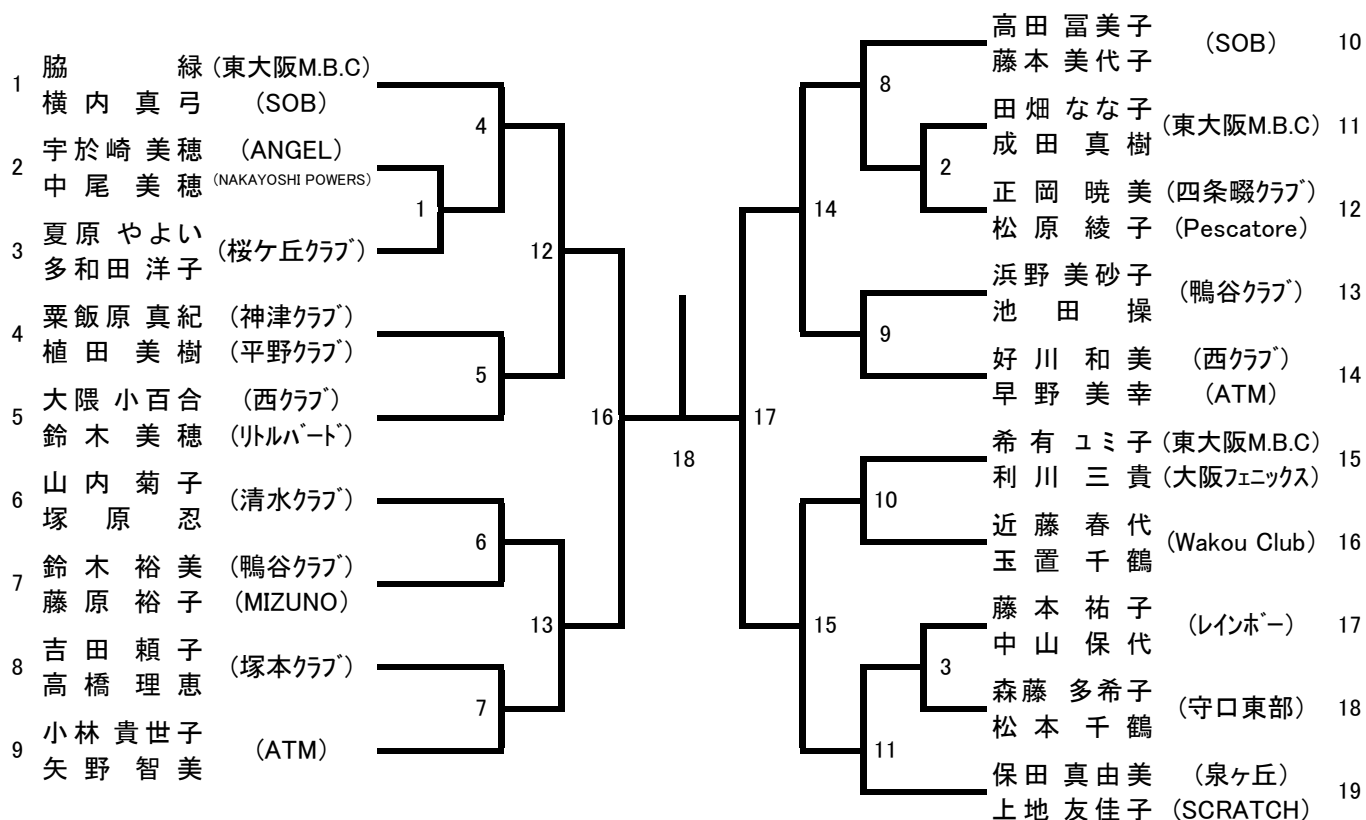 1 脇 緑 (東大阪M.B.C)
横内真弓 (SOB)
2 宇於崎 美穂 (ANGEL)
中尾 美穂 (NAKAYOSHI POWERS)
3 夏原 やよい (桜ケ丘クラブ)
多和田 洋子
4 粟飯原 真紀 (神津クラブ)
植田 美樹 (平野クラブ)
5 大隈 小百合 (西クラブ)
鈴木 美穂 (リトルバード)
6 山内 菊子 (清水クラブ)
塚原 忍
7 鈴木 裕美 (鴨谷クラブ)
藤原 裕子 (MIZUNO)
8 吉田 頼子 (塚本クラブ)
高橋 理恵
9 小林 貴世子 (ATM)
矢野 智美
1
4
5
6
7
12
13
16
18
17
14
15
8
2
9
10
3
11
高田 冨美子 (SOB) 10
藤本 美代子
田畑 なな子 (東大阪M.B.C) 11
成田 真樹
正岡 暁美 (四条畷クラブ) 12
松原 綾子 (Pescatore)
浜野 美砂子 (鴨谷クラブ) 13
池田 操
好川 和美 (西クラブ) 14
早野 美幸 (ATM)
希有 ユミ子 (東大阪M.B.C) 15
利川 三貴 (大阪フェニックス)
近藤 春代 (Wakou Club) 16
玉置 千鶴
藤本 祐子 (レインボー) 17
中山 保代
森藤 多希子 (守口東部) 18
松本 千鶴
保田 真由美 (泉ヶ丘) 19
上地 友佳子 (SCRATCH)